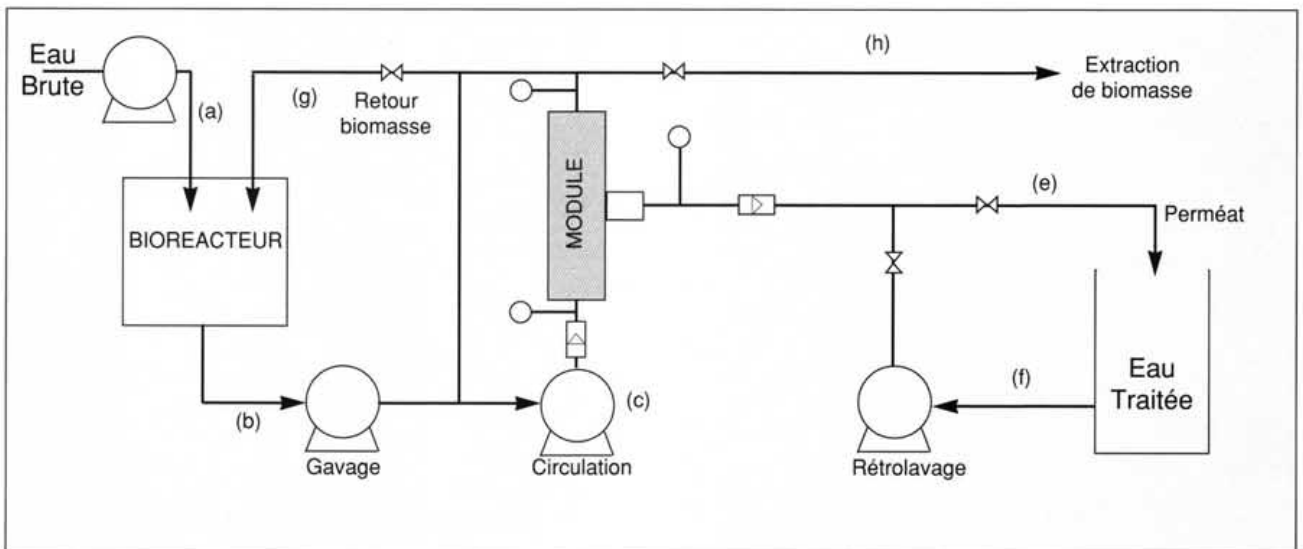 Eau
Brute
(a)
(g)
Retour
biomasse
(h)
Extraction
de biomasse
MODULE
(e)
Perméat
BIOREACTEUR
(b)
Gavage
(c)
Circulation
Rétrolavage
(f)
Eau
Traitée